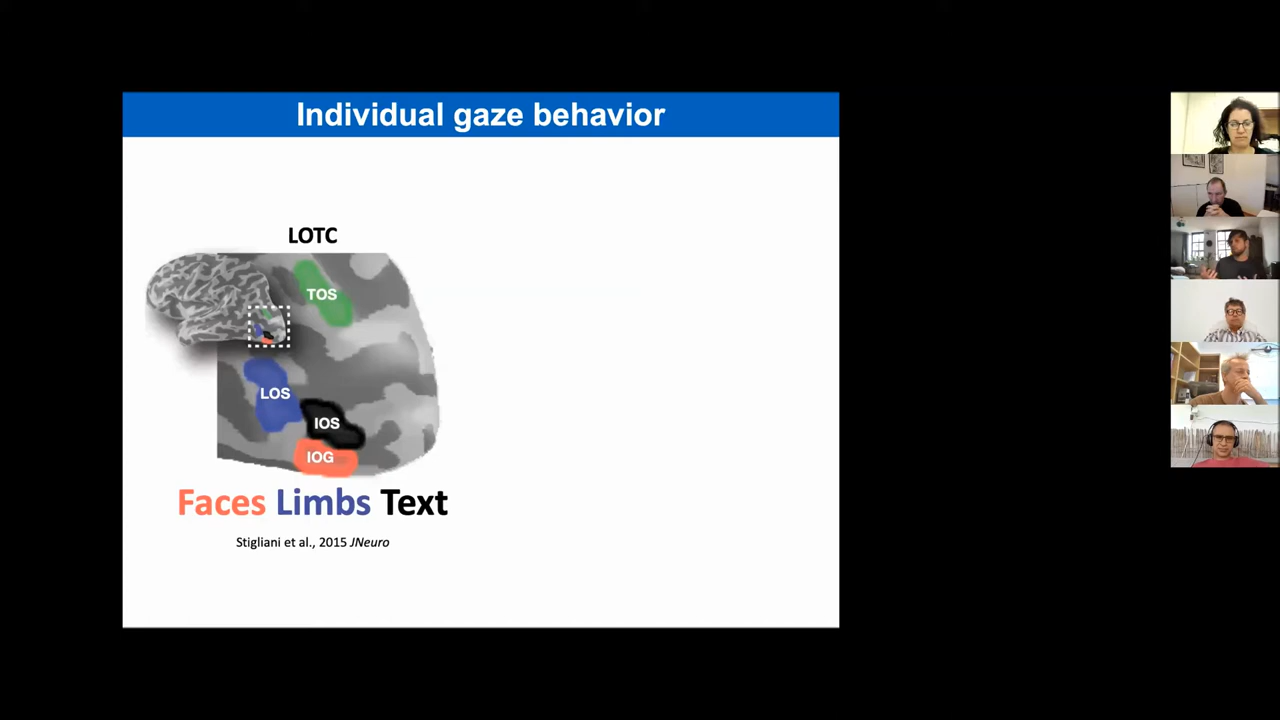 Individual gaze behavior
LOTC
TOS
LOS
IOS
IOG
Faces Limbs Text
Stigliani et al., 2015 JNeuro